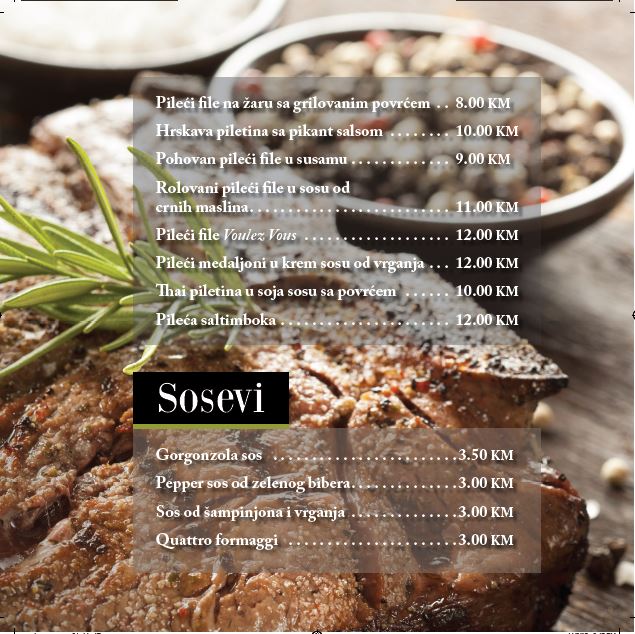 Pileći file na žaru sa grilovanim povrćem . . 8.00 KM
Hrskava piletina sa pikant salsom . . . . . . . . 10.00 KM
Pohovan pileći file u susamu . . . . . . . . . . . . . 9.00 KM
Rolovani pileći file u sosu od
crnih maslina. . . . . . . . . . . . . . . . . . . . . . . . . . 11.00 KM
Pileći file Voulez Vous . . . . . . . . . . . . . . . . . . . 12.00 KM
Pileći medaljoni u krem sosu od vrganja . . . 12.00 KM
Thai piletina u soja sosu sa povrćem . . . . . . 10.00 KM
Pileća saltimboka . . . . . . . . . . . . . . . . . . . . . . 12.00 KM
Sosevi
Gorgonzola sos . . . . . . . . . . . . . . . . . . . . . . . .3.50 KM
Pepper sos od zelenog bibera. . . . . . . . . . . . . .3.00 KM
Sos od šampinjona i vrganja . . . . . . . . . . . . . .3.00 KM
Quattro formaggi . . . . . . . . . . . . . . . . . . . . . .3.00 KM